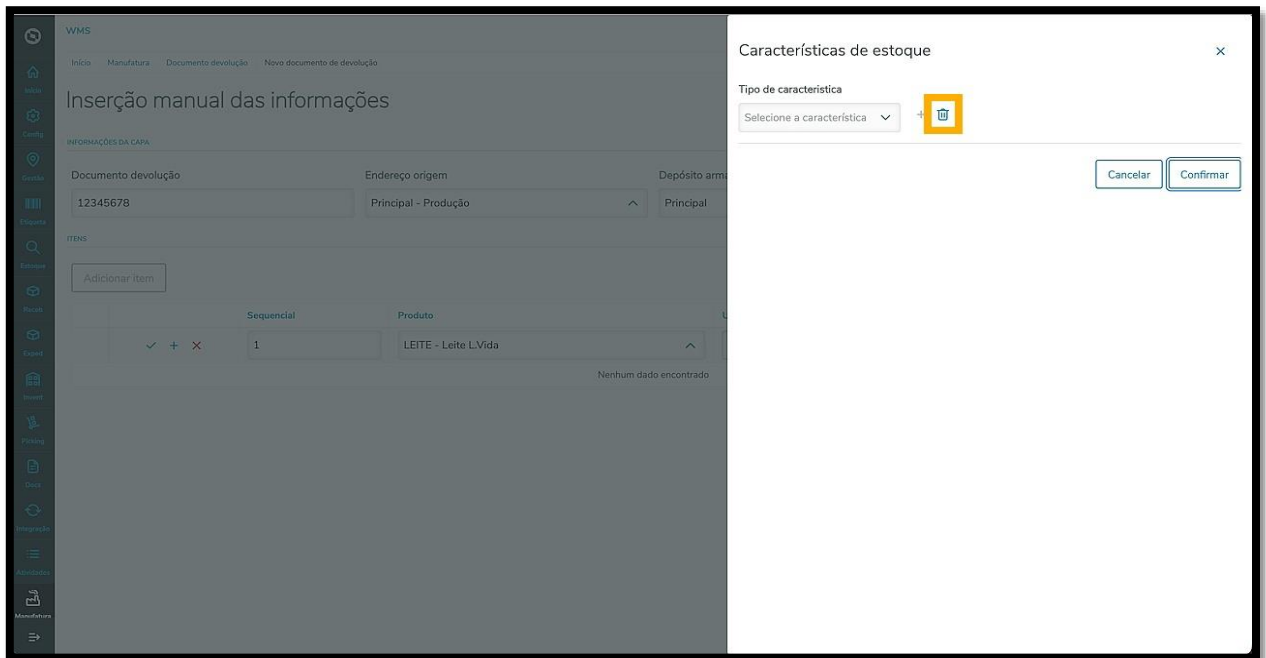 WMS
Início Manufatura Documento devolução Novo documento de devolução
Inserção manual das informações
INFORMAÇÕES DA CAPA
Documento devolução Endereço origem Depósito arma
12345678 Principal - Produção Principal
ITENS
Adicionar item
Sequencial Produto U
1 LEITE - Leite L.Vida
Nenhum dado encontrado
Início
Config
Gestão
Etiqueta
Estoque
Receb
Exped
Invent
Picking
Docs
Integração
Atividades
Manufatura
Características de estoque
Tipo de característica
Selecione a característica
Cancelar Confirmar